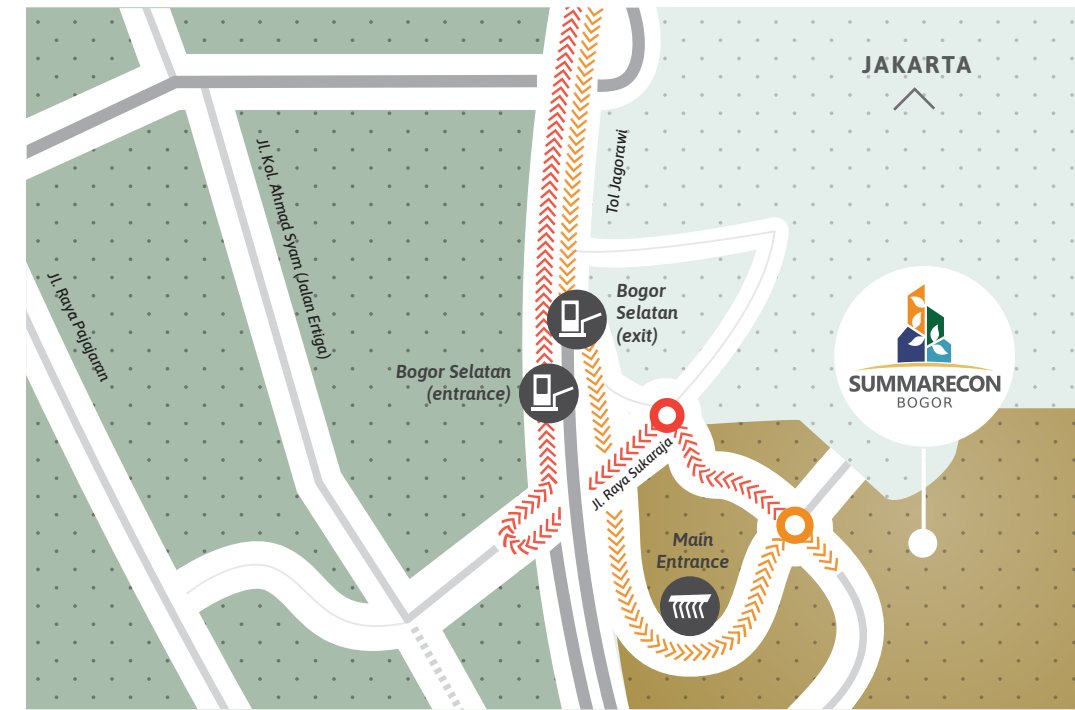 JAKARTA
Jl. Kol. Ahmad Syam (Jalan Ertiga)
Tol Jagorawi
Jl. Raya Pajajaran
Bogor
Selatan
(exit)
Bogor Selatan
(entrance)
SUMMARECON
BOGOR
Jl. Raya Sukaraja
Main
Entrance